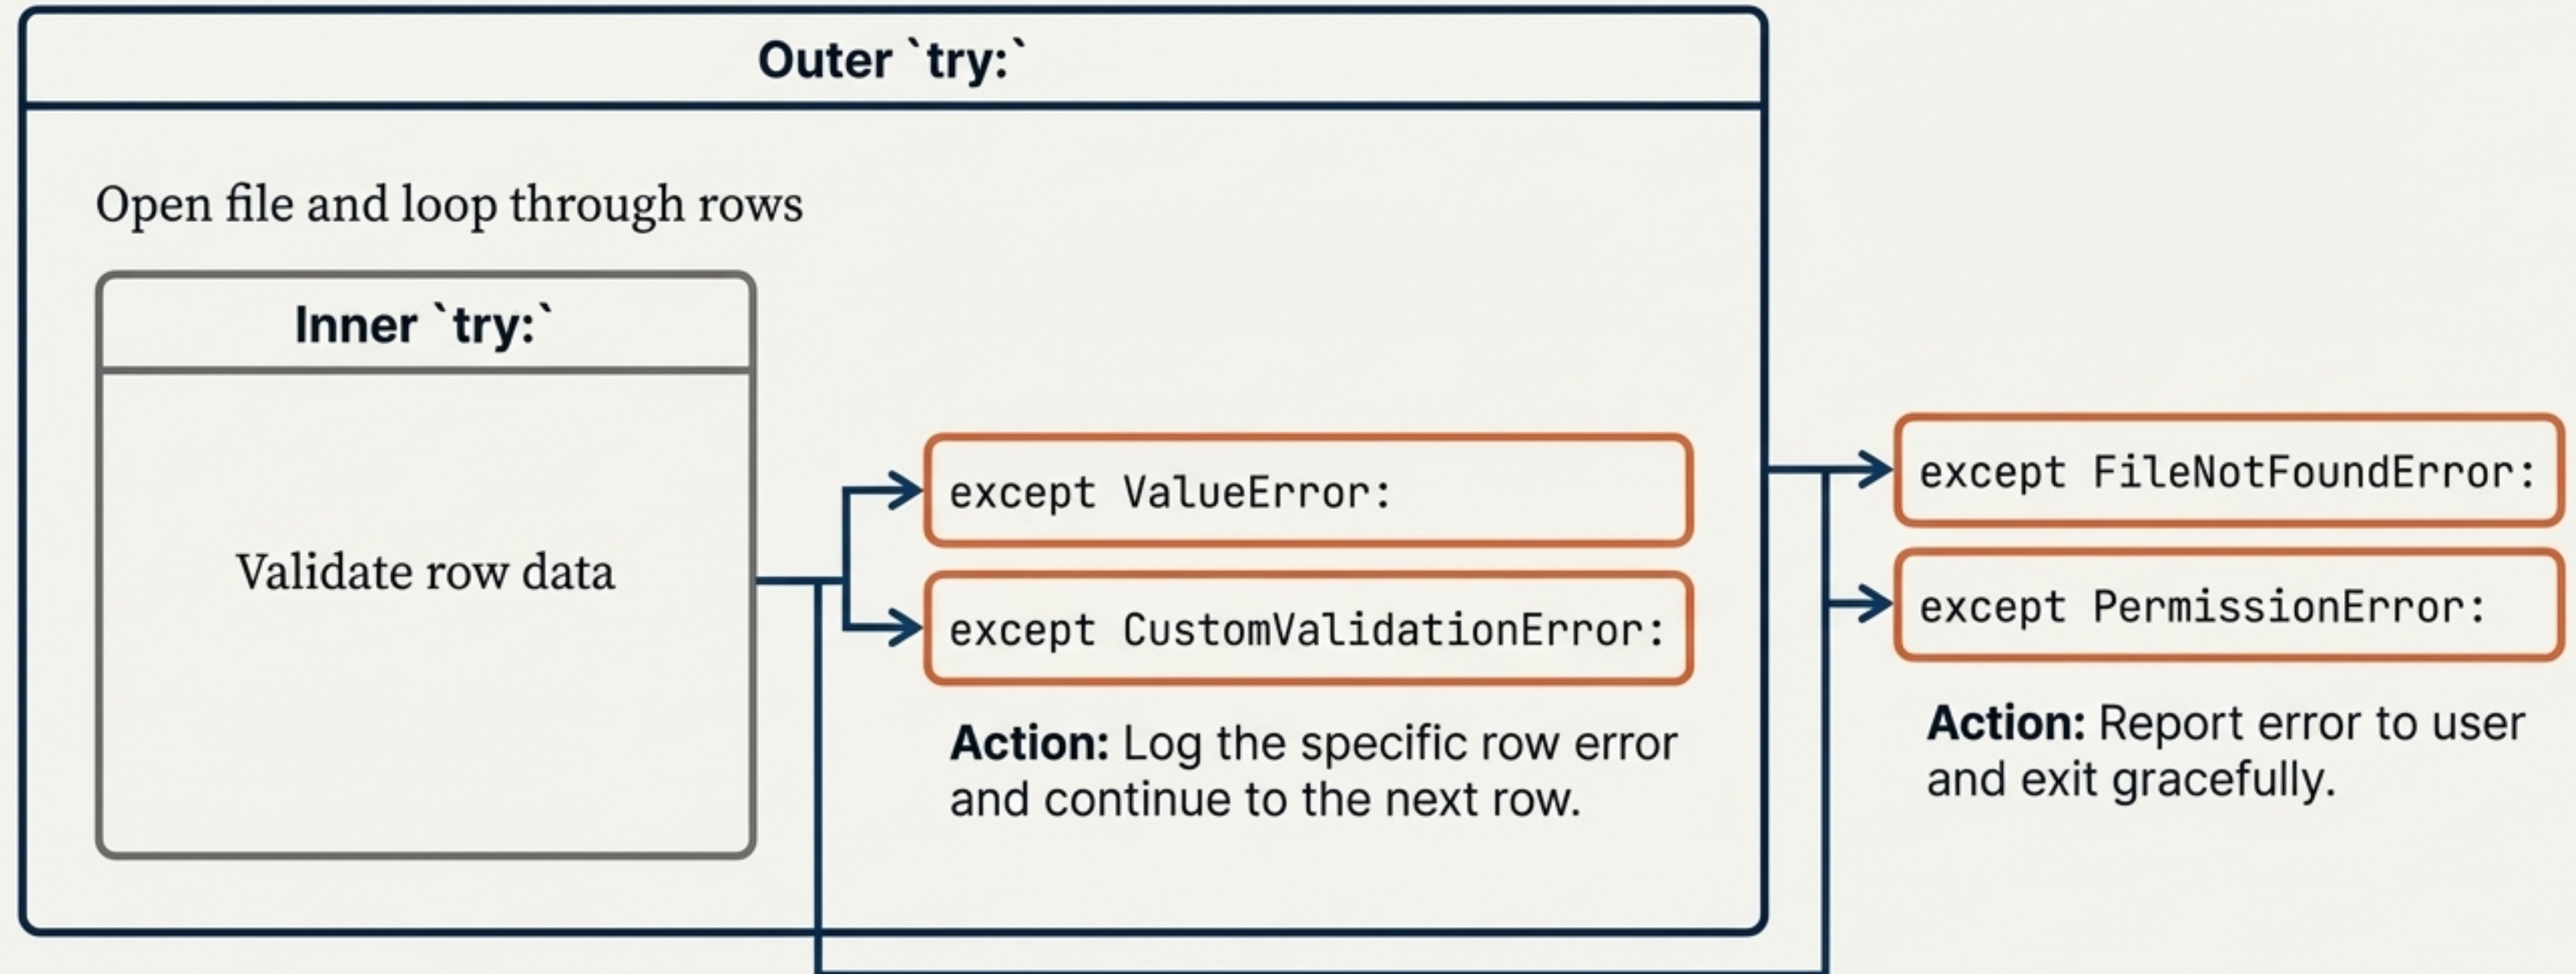 Outer `try:`
Open file and loop through rows
Inner `try:`
Validate row data
except ValueError:
except CustomValidationError:
Action: Log the specific row error
and continue to the next row.
except FileNotFoundError:
except PermissionError:
Action: Report error to user
and exit gracefully.